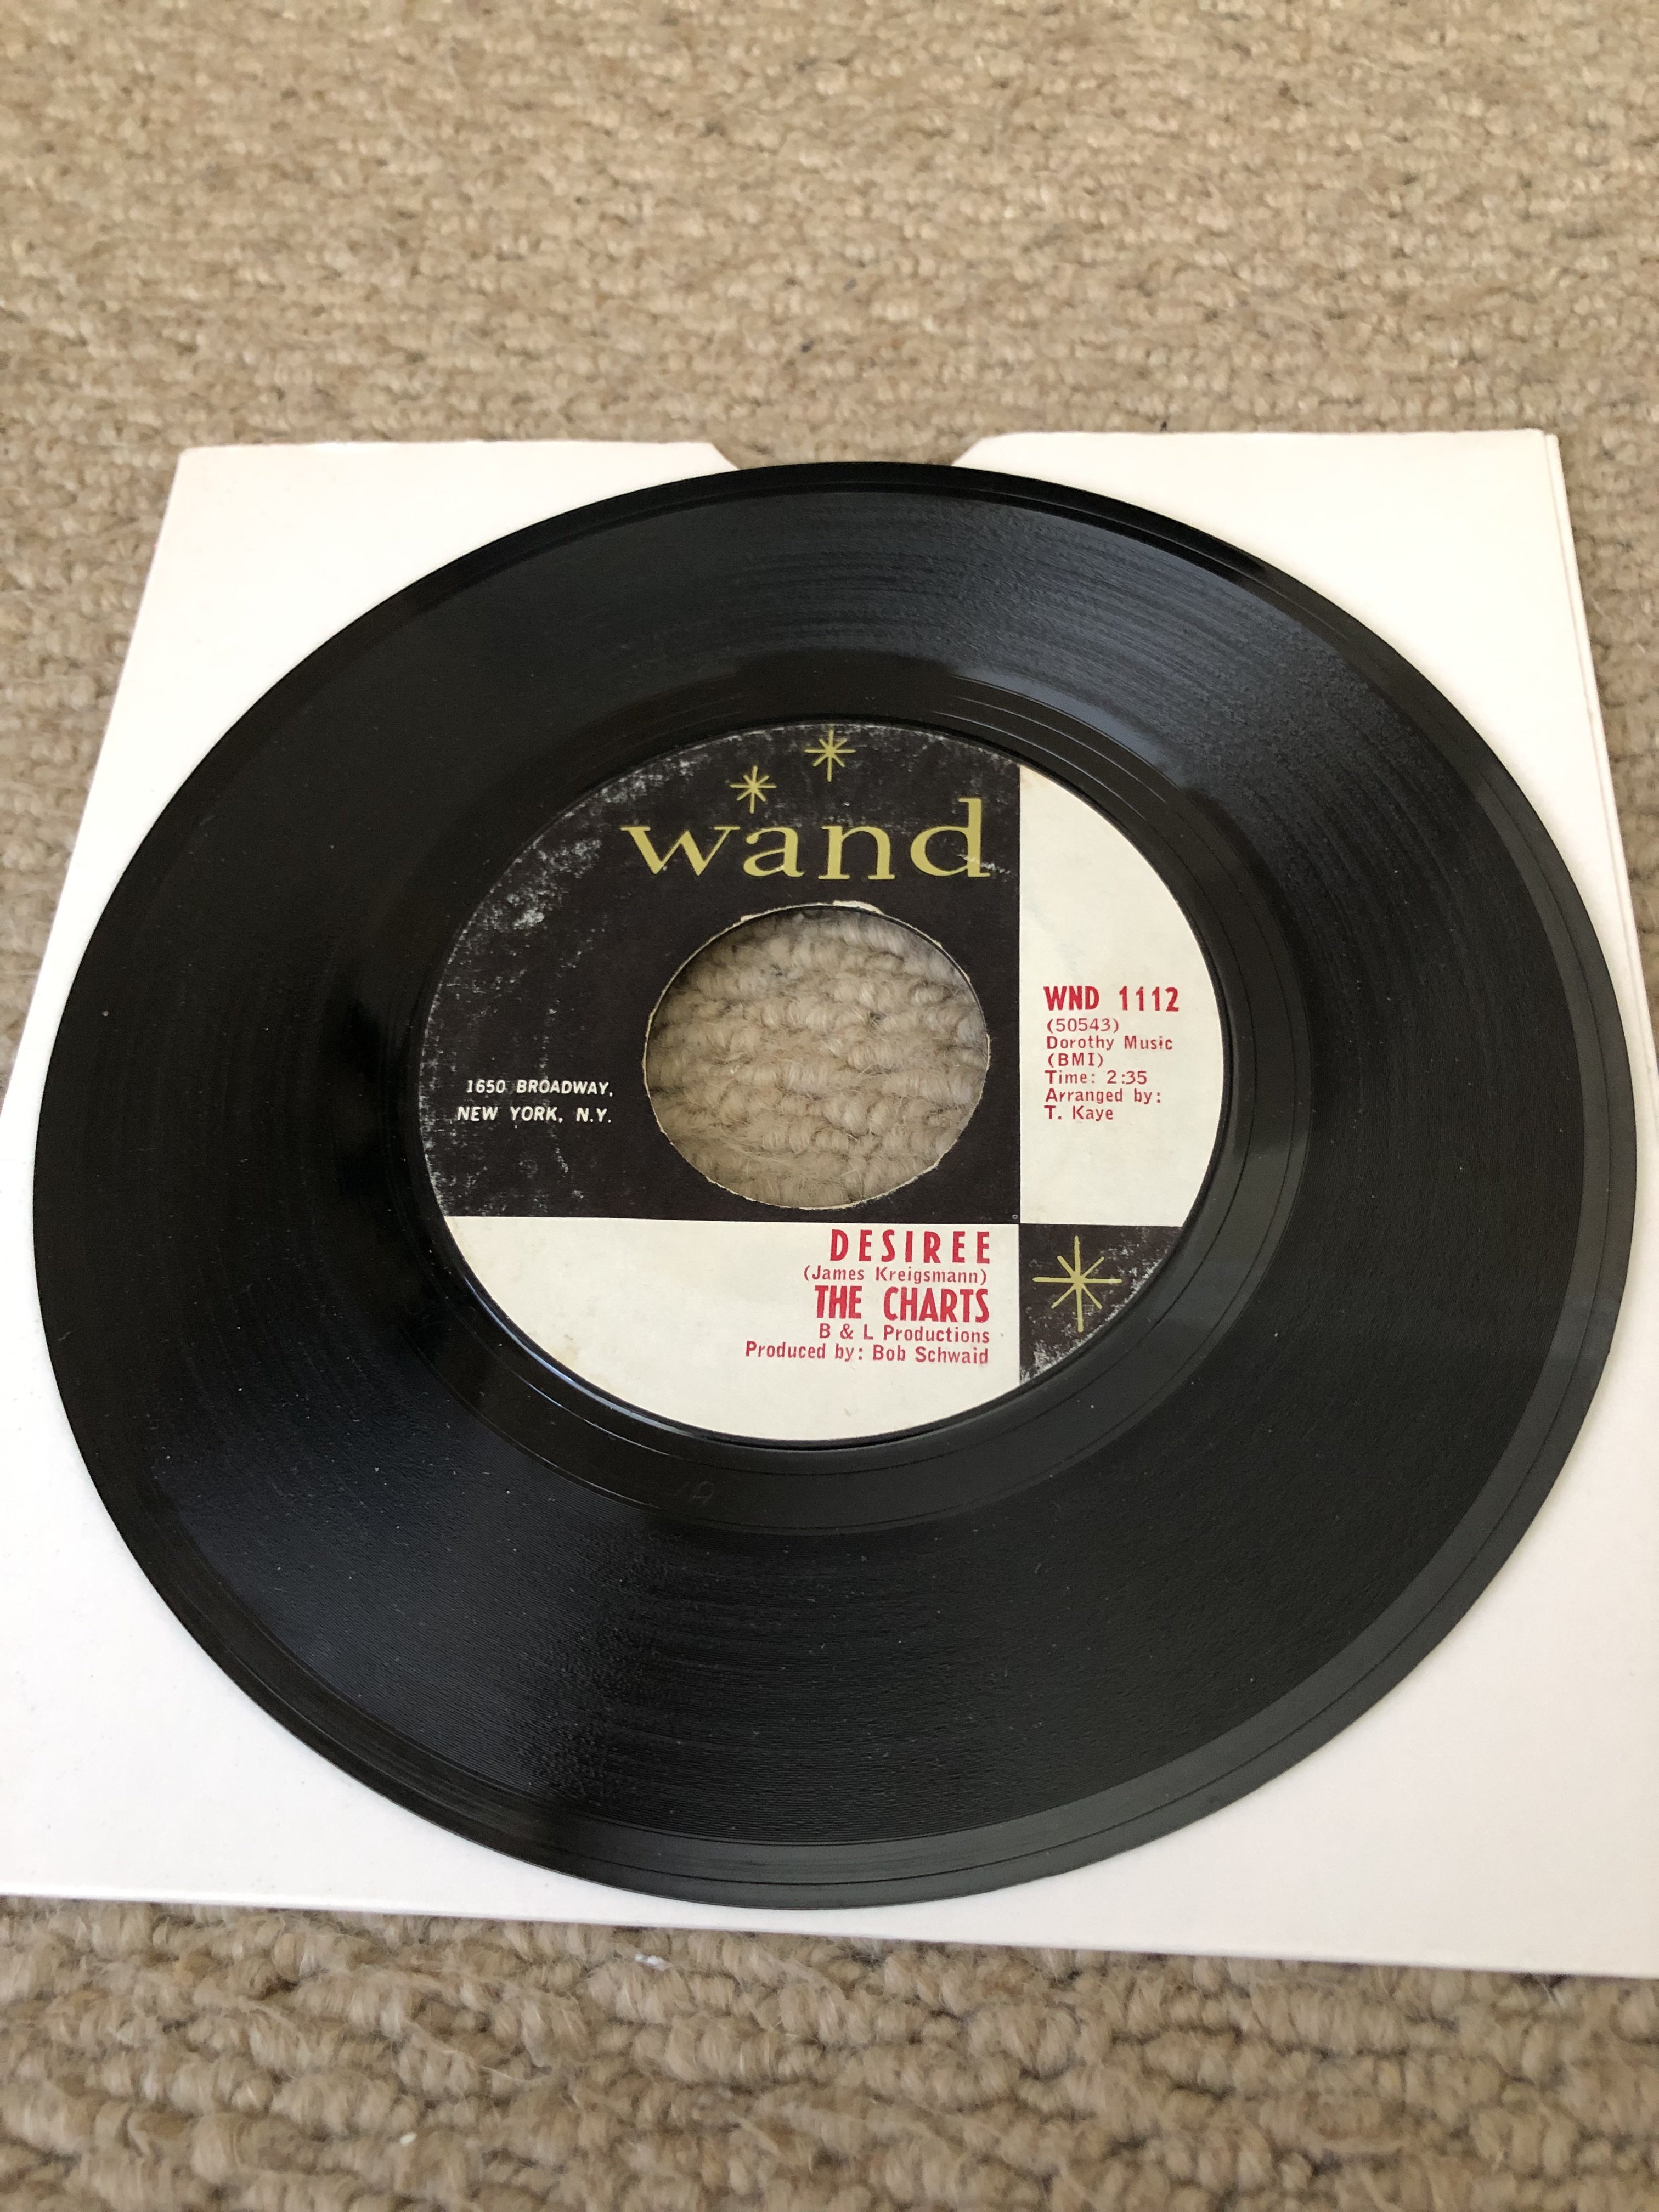 wand
WND 1112
(50543)
Dorothy Music
(BMI)
Time: 2:35
Arranged by:
T. Kaye
1650 BROADWAY,
NEW YORK, N.Y.
DESIREE
(James Kreigsmann)
THE CHARTS
B & L Productions
Produced by: Bob Schwaid